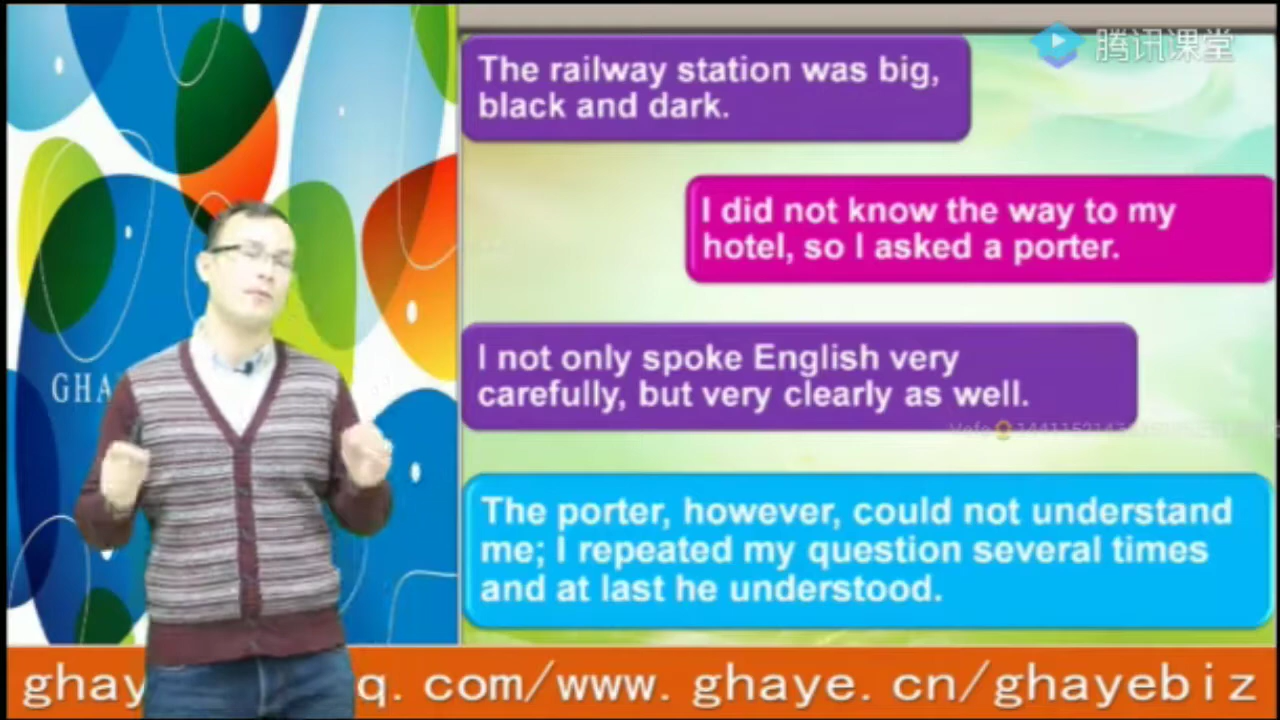 腾讯课堂
The railway station was big,
black and dark.
I did not know the way to my
hotel, so I asked a porter.
I not only spoke English very
carefully, but very clearly as well.
The porter, however, could not understand
me; I repeated my question several times
and at last he understood.
GHA
ghay q. com/www. ghaye. cn/ghayebiz